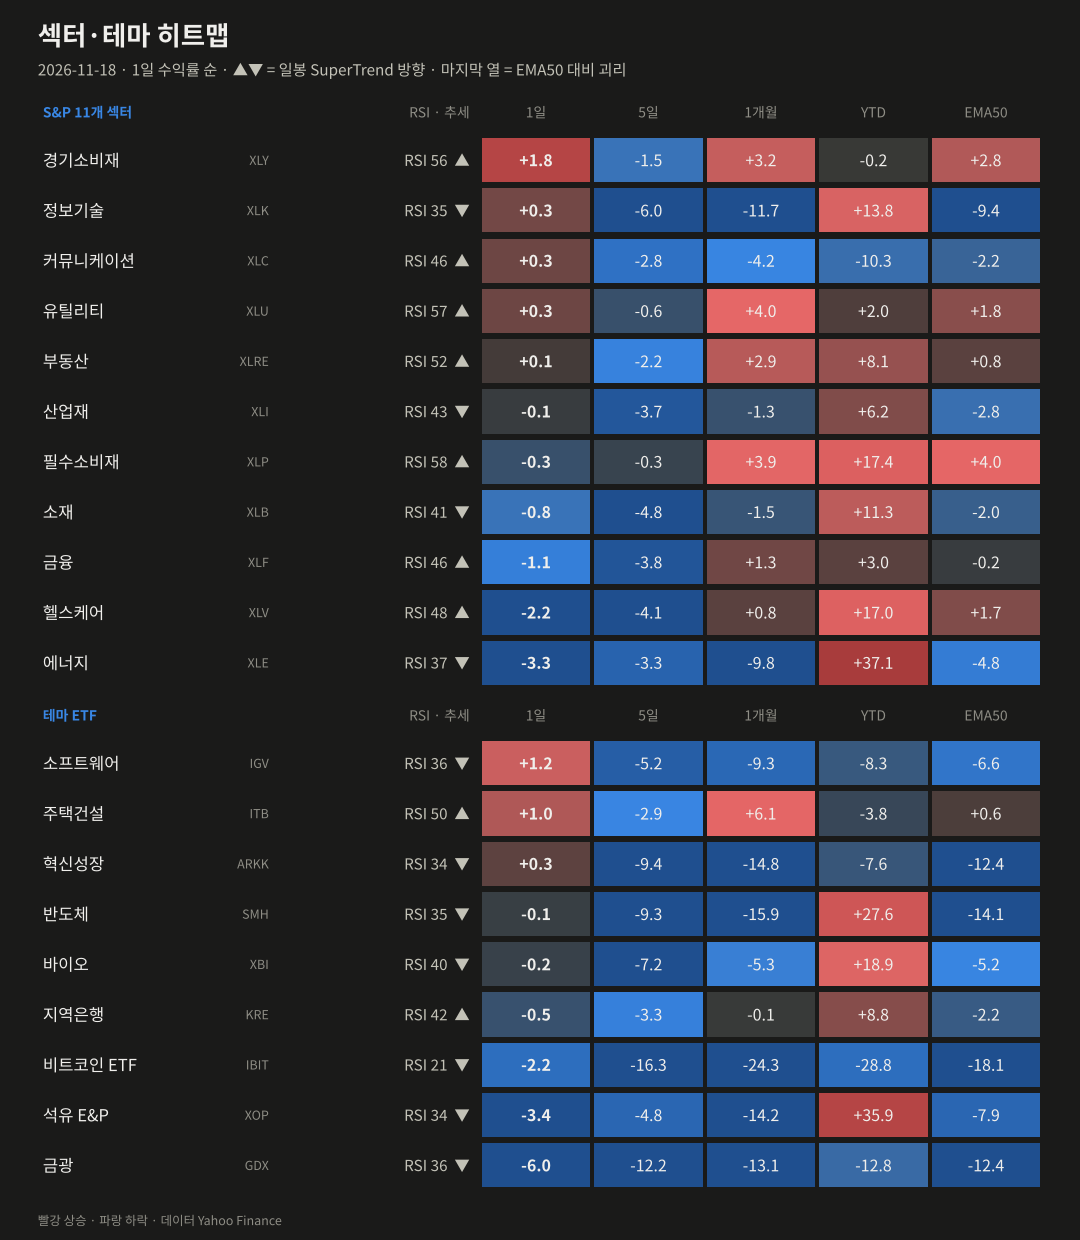 섹터·테마 히트맵
2026-11-18 · 1일 수익률 순 · ▲▼ = 일봉 SuperTrend 방향 · 마지막 열 = EMA50 대비 괴리
S&P 11개 섹터 RSI · 추세 1일 5일 1개월 YTD EMA50
경기소비재 XLY RSI 56 ▲ +1.8 -1.5 +3.2 -0.2 +2.8
정보기술 XLK RSI 35 ▼ +0.3 -6.0 -11.7 +13.8 -9.4
커뮤니케이션 XLC RSI 46 ▲ +0.3 -2.8 -4.2 -10.3 -2.2
유틸리티 XLU RSI 57 ▲ +0.3 -0.6 +4.0 +2.0 +1.8
부동산 XLRE RSI 52 ▲ +0.1 -2.2 +2.9 +8.1 +0.8
산업재 XLI RSI 43 ▼ -0.1 -3.7 -1.3 +6.2 -2.8
필수소비재 XLP RSI 58 ▲ -0.3 -0.3 +3.9 +17.4 +4.0
소재 XLB RSI 41 ▼ -0.8 -4.8 -1.5 +11.3 -2.0
금융 XLF RSI 46 ▲ -1.1 -3.8 +1.3 +3.0 -0.2
헬스케어 XLV RSI 48 ▲ -2.2 -4.1 +0.8 +17.0 +1.7
에너지 XLE RSI 37 ▼ -3.3 -3.3 -9.8 +37.1 -4.8
테마 ETF RSI · 추세 1일 5일 1개월 YTD EMA50
소프트웨어 IGV RSI 36 ▼ +1.2 -5.2 -9.3 -8.3 -6.6
주택건설 ITB RSI 50 ▲ +1.0 -2.9 +6.1 -3.8 +0.6
혁신성장 ARKK RSI 34 ▼ +0.3 -9.4 -14.8 -7.6 -12.4
반도체 SMH RSI 35 ▼ -0.1 -9.3 -15.9 +27.6 -14.1
바이오 XBI RSI 40 ▼ -0.2 -7.2 -5.3 +18.9 -5.2
지역은행 KRE RSI 42 ▲ -0.5 -3.3 -0.1 +8.8 -2.2
비트코인 ETF IBIT RSI 21 ▼ -2.2 -16.3 -24.3 -28.8 -18.1
석유 E&P XOP RSI 34 ▼ -3.4 -4.8 -14.2 +35.9 -7.9
금광 GDX RSI 36 ▼ -6.0 -12.2 -13.1 -12.8 -12.4
빨강 상승 · 파랑 하락 · 데이터 Yahoo Finance